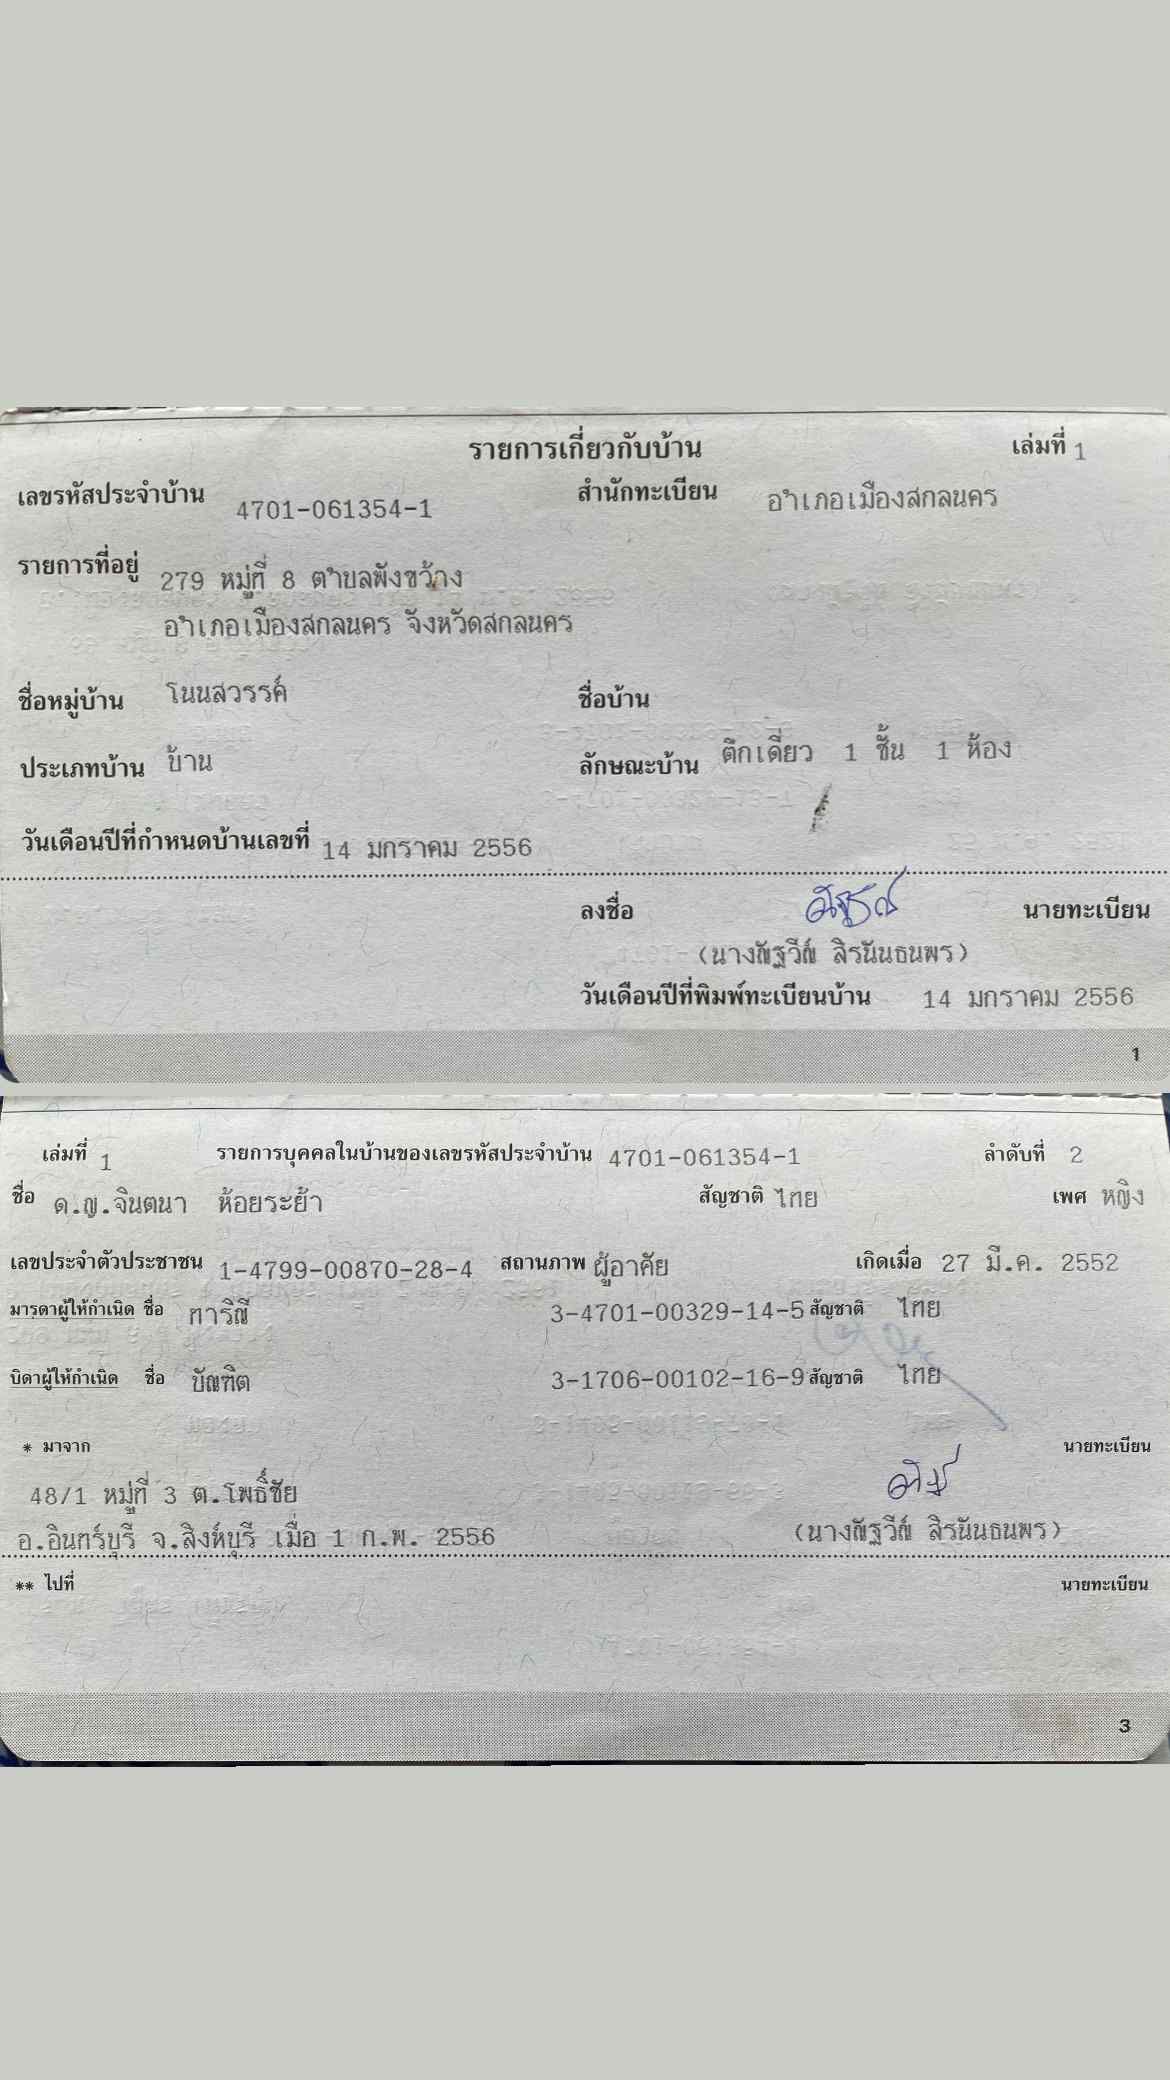 รายการเกี่ยวกับบ้าน เล่มที่ 1
เลขรหัสประจำบ้าน 4701-061354-1 สำนักทะเบียน อำเภอเมืองสกลนคร
รายการที่อยู่ 279 หมู่ที่ 8 ตำบลพังขว้าง
อำเภอเมืองสกลนคร จังหวัดสกลนคร
ชื่อหมู่บ้าน โนนสวรรค์ ชื่อบ้าน
ประเภทบ้าน บ้าน ลักษณะบ้าน ตึกเดี่ยว 1 ชั้น 1 ห้อง
วันเดือนปีที่กำหนดบ้านเลขที่ 14 มกราคม 2556
ลงชื่อ นายทะเบียน
(นางณัฐวีณ์ สิรนันธนพร)
วันเดือนปีที่พิมพ์ทะเบียนบ้าน 14 มกราคม 2556
1
เล่มที่ 1 รายการบุคคลในบ้านของเลขรหัสประจำบ้าน 4701-061354-1 ลำดับที่ 2
ชื่อ ด.ญ.จินตนา ห้อยระย้า สัญชาติ ไทย เพศ หญิง
เลขประจำตัวประชาชน 1-4799-00870-28-4 สถานภาพ ผู้อาศัย เกิดเมื่อ 27 มี.ค. 2552
มารดาผู้ให้กำเนิด ชื่อ ทาริณี 3-4701-00329-14-5 สัญชาติ ไทย
บิดาผู้ให้กำเนิด ชื่อ บัณฑิต 3-1706-00102-16-9 สัญชาติ ไทย
* มาจาก นายทะเบียน
48/1 หมู่ที่ 3 ต.โพธิ์ชัย
อ.อินทร์บุรี จ.สิงห์บุรี เมื่อ 1 ก.พ. 2556 (นางณัฐวีณ์ สิรนันธนพร)
** ไปที่ นายทะเบียน
3